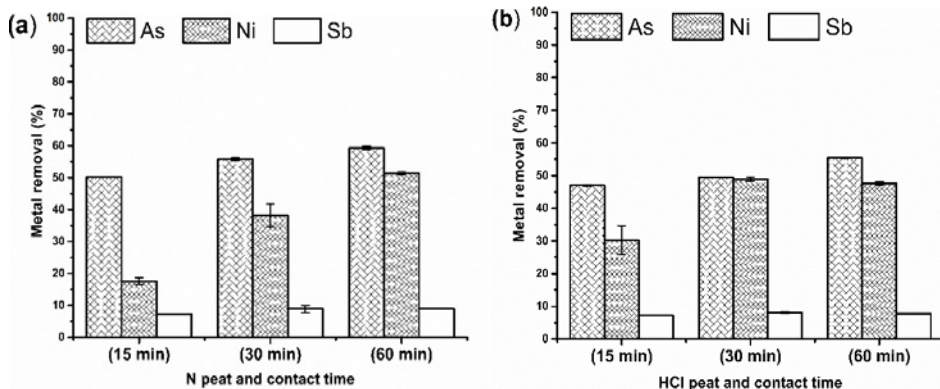 (a)
As Ni Sb
100
90
80
70
60
50
40
30
20
10
0
Metal removal (%)
(15 min) (30 min) (60 min)
N peat and contact time
(b)
As Ni Sb
100
90
80
70
60
50
40
30
20
10
0
Metal removal (%)
(15 min) (30 min) (60 min)
HCl peat and contact time